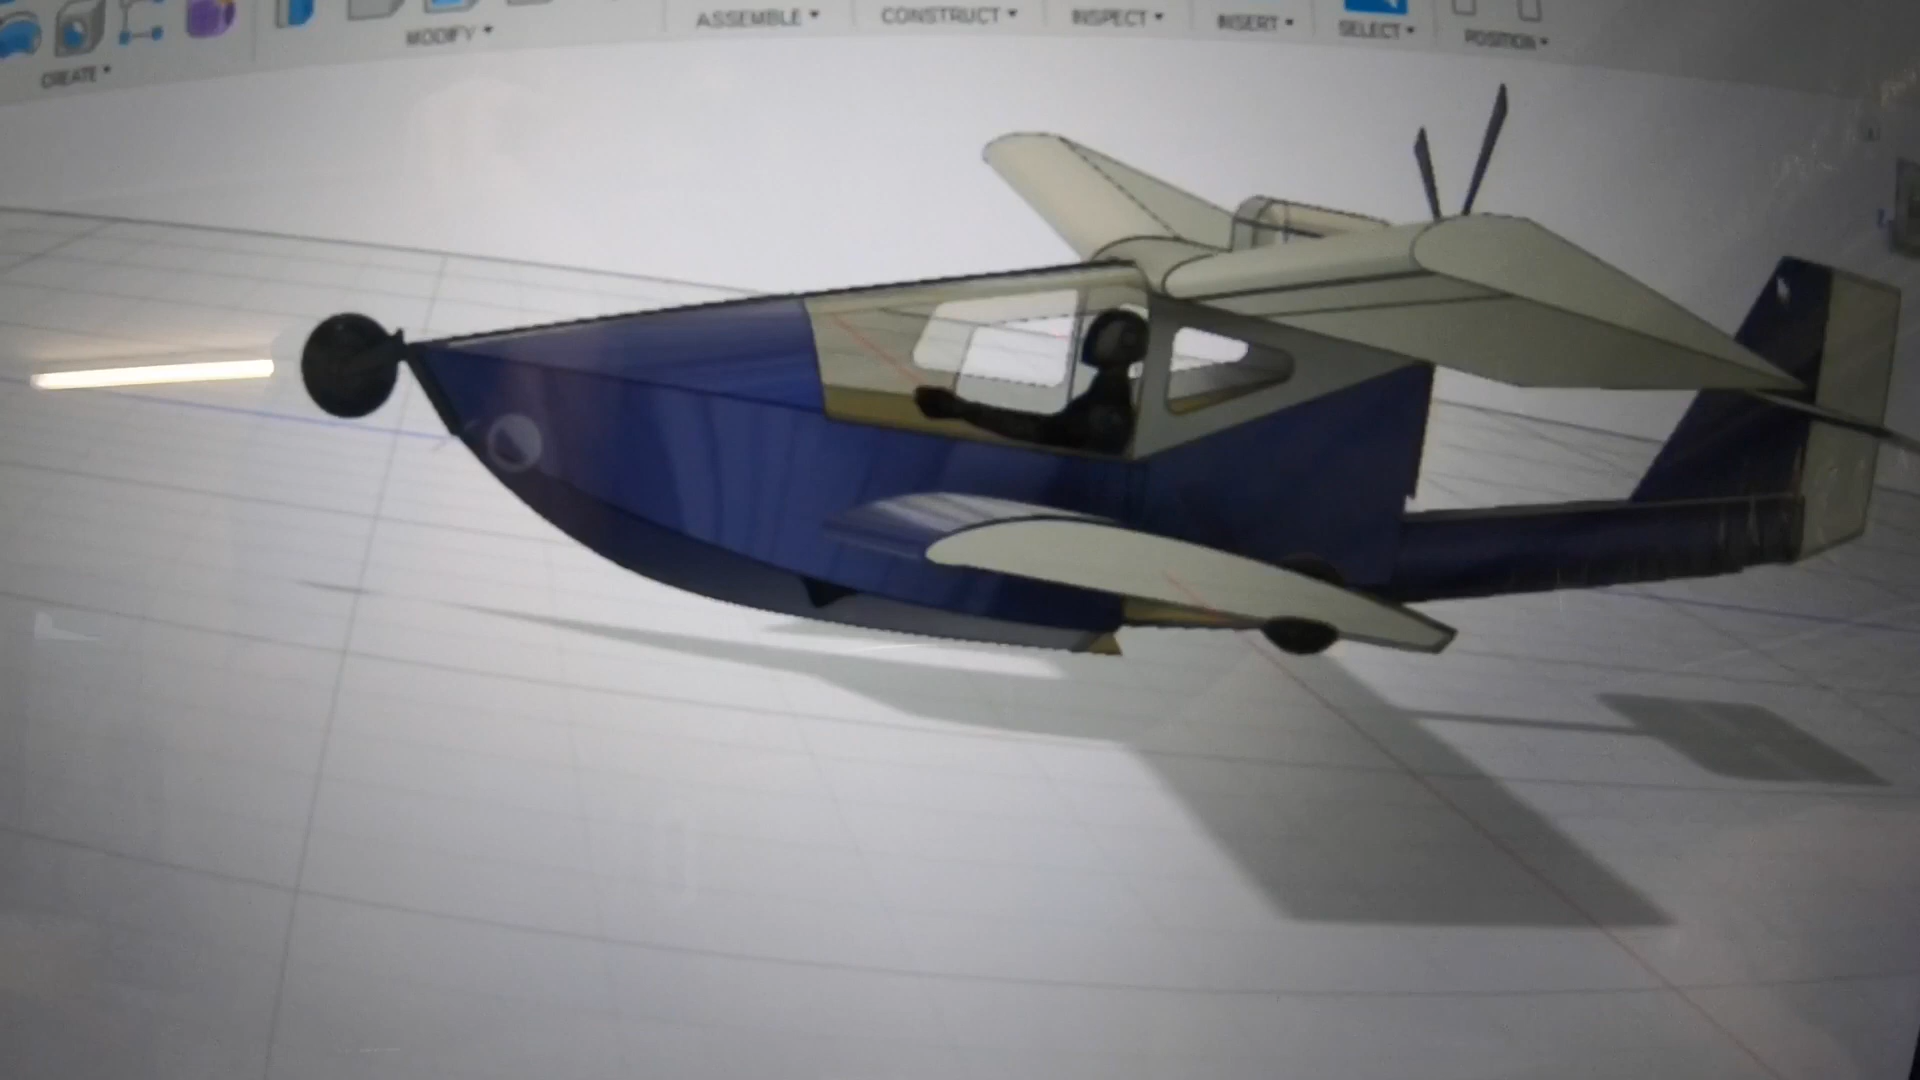 CREATE
MODIFY
ASSEMBLE
CONSTRUCT
INSPECT
INSERT
SELECT
POSITION